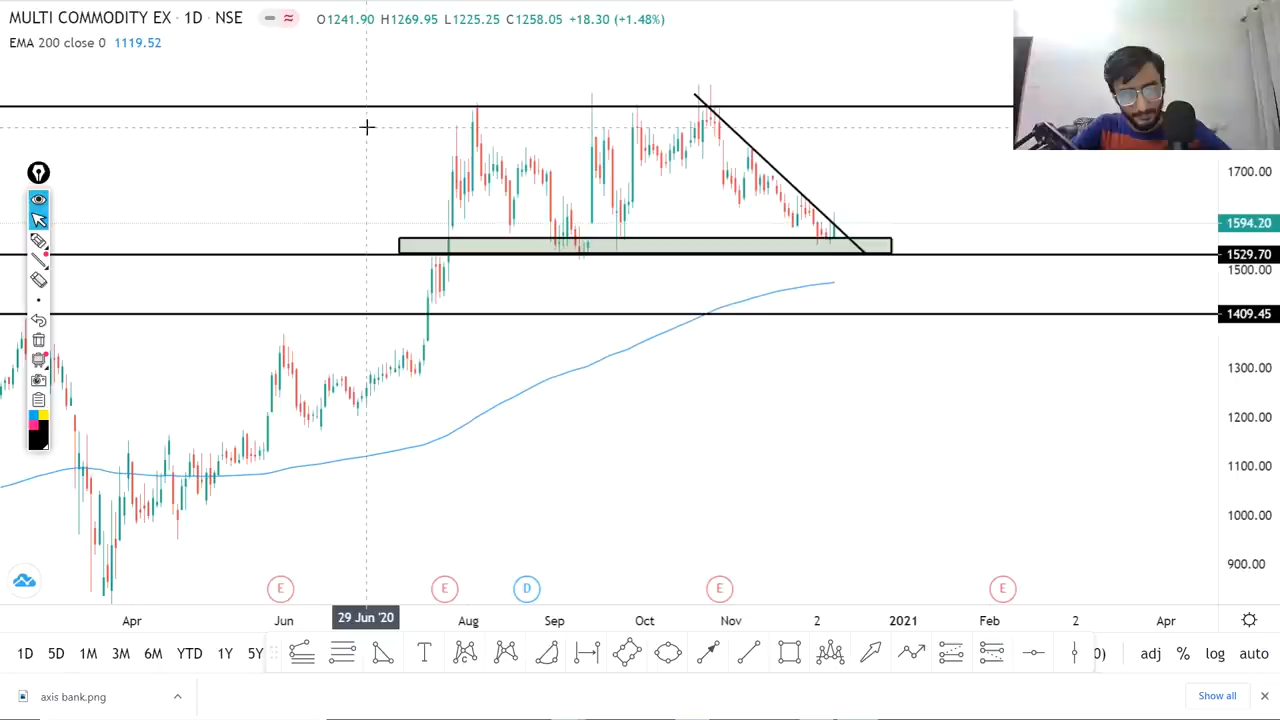 MULTI COMMODITY EX · 1D · NSE O1241.90 H1269.95 L1225.25 C1258.05 +18.30 (+1.48%)
EMA 200 close 0 1119.52
1700.00
1594.20
1529.70
1500.00
1409.45
1300.00
1200.00
1100.00
1000.00
900.00
E E D E E
Apr Jun 29 Jun '20 Aug Sep Oct Nov 2 2021 Feb 2 Apr
1D 5D 1M 3M 6M YTD 1Y 5Y T 0) adj % log auto
axis bank.png Show all